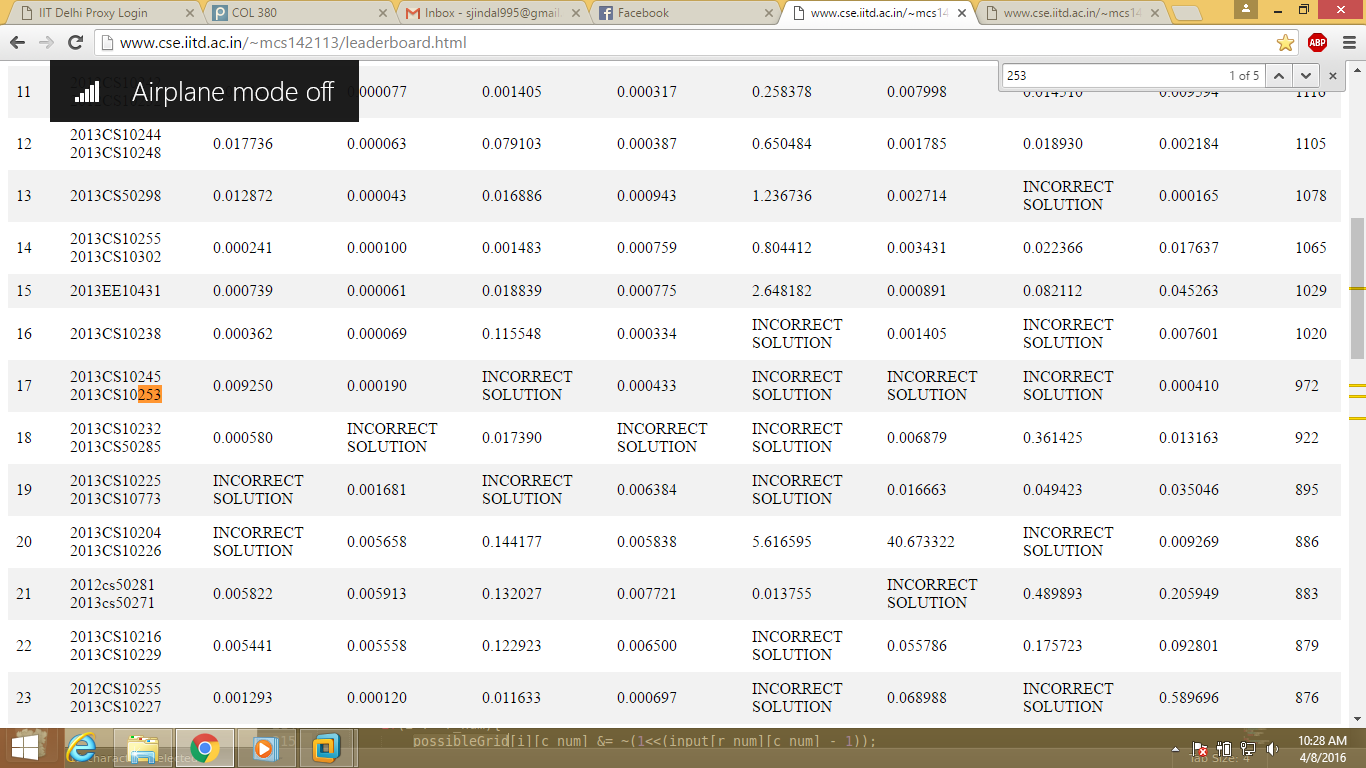 IIT Delhi Proxy Login
COL 380
Inbox - sjindal995@gmail
Facebook
www.cse.iitd.ac.in/~mcs14
www.cse.iitd.ac.in/~mcs14
www.cse.iitd.ac.in/~mcs142113/leaderboard.html
ABP
253 1 of 5
Airplane mode off
11 0.001405 0.000317 0.258378 0.007998
12 2013CS10244 2013CS10248 0.017736 0.000063 0.079103 0.000387 0.650484 0.001785 0.018930 0.002184 1105
13 2013CS50298 0.012872 0.000043 0.016886 0.000943 1.236736 0.002714 INCORRECT SOLUTION 0.000165 1078
14 2013CS10255 2013CS10302 0.000241 0.000100 0.001483 0.000759 0.804412 0.003431 0.022366 0.017637 1065
15 2013EE10431 0.000739 0.000061 0.018839 0.000775 2.648182 0.000891 0.082112 0.045263 1029
16 2013CS10238 0.000362 0.000069 0.115548 0.000334 INCORRECT SOLUTION 0.001405 INCORRECT SOLUTION 0.007601 1020
17 2013CS10245 2013CS10253 0.009250 0.000190 INCORRECT SOLUTION 0.000433 INCORRECT SOLUTION INCORRECT SOLUTION INCORRECT SOLUTION 0.000410 972
18 2013CS10232 2013CS50285 0.000580 INCORRECT SOLUTION 0.017390 INCORRECT SOLUTION INCORRECT SOLUTION 0.006879 0.361425 0.013163 922
19 2013CS10225 2013CS10773 INCORRECT SOLUTION 0.001681 INCORRECT SOLUTION 0.006384 INCORRECT SOLUTION 0.016663 0.049423 0.035046 895
20 2013CS10204 2013CS10226 INCORRECT SOLUTION 0.005658 0.144177 0.005838 5.616595 40.673322 INCORRECT SOLUTION 0.009269 886
21 2012cs50281 2013cs50271 0.005822 0.005913 0.132027 0.007721 0.013755 INCORRECT SOLUTION 0.489893 0.205949 883
22 2013CS10216 2013CS10229 0.005441 0.005558 0.122923 0.006500 INCORRECT SOLUTION 0.055786 0.175723 0.092801 879
23 2012CS10255 2013CS10227 0.001293 0.000120 0.011633 0.000697 INCORRECT SOLUTION 0.068988 INCORRECT SOLUTION 0.589696 876
possibleGrid[i][c_num] &= ~(1<<(input[r_num][c_num] - 1));
Tab Size: 4
10:28 AM
4/8/2016